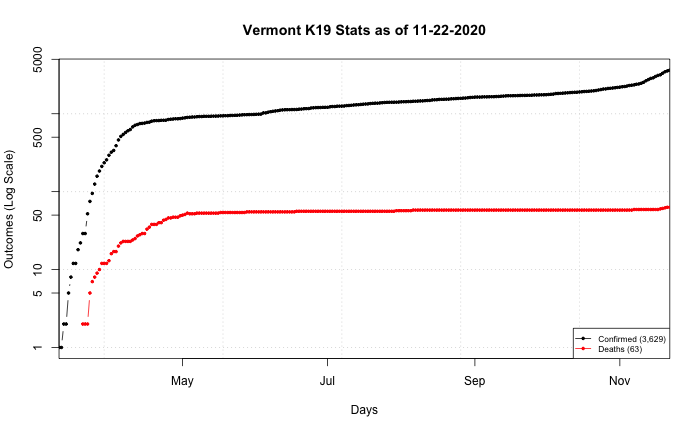 Vermont K19 Stats as of 11-22-2020
Outcomes (Log Scale)
5000
500
50
10
5
1
May
Jul
Sep
Nov
Days
Confirmed (3,629)
Deaths (63)